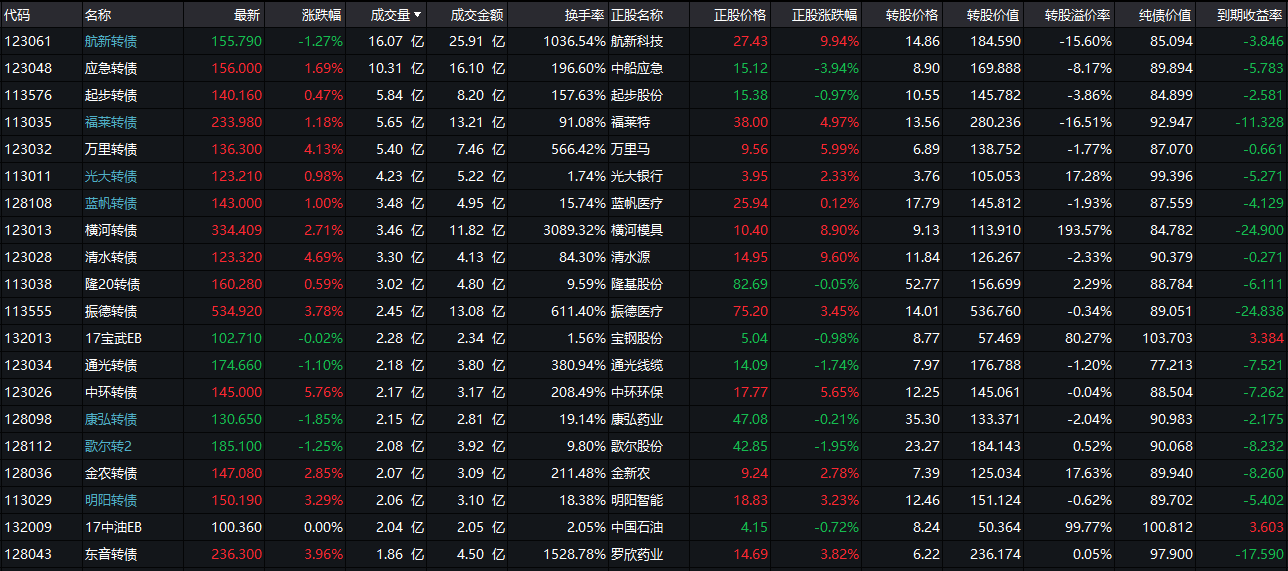 代码 名称 最新 涨跌幅 成交量 成交金额 换手率 正股名称 正股价格 正股涨跌幅 转股价格 转股价值 转股溢价率 纯债价值 到期收益率
123061 航新转债 155.790 -1.27% 16.07 亿 25.91 亿 1036.54% 航新科技 27.43 9.94% 14.86 184.590 -15.60% 85.094 -3.846
123048 应急转债 156.000 1.69% 10.31 亿 16.10 亿 196.60% 中船应急 15.12 -3.94% 8.90 169.888 -8.17% 89.894 -5.783
113576 起步转债 140.160 0.47% 5.84 亿 8.20 亿 157.63% 起步股份 15.38 -0.97% 10.55 145.782 -3.86% 84.899 -2.581
113035 福莱转债 233.980 1.18% 5.65 亿 13.21 亿 91.08% 福莱特 38.00 4.97% 13.56 280.236 -16.51% 92.947 -11.328
123032 万里转债 136.300 4.13% 5.40 亿 7.46 亿 566.42% 万里马 9.56 5.99% 6.89 138.752 -1.77% 87.070 -0.661
113011 光大转债 123.210 0.98% 4.23 亿 5.22 亿 1.74% 光大银行 3.95 2.33% 3.76 105.053 17.28% 99.396 -5.271
128108 蓝帆转债 143.000 1.00% 3.48 亿 4.95 亿 15.74% 蓝帆医疗 25.94 0.12% 17.79 145.812 -1.93% 87.559 -4.129
123013 横河转债 334.409 2.71% 3.46 亿 11.82 亿 3089.32% 横河模具 10.40 8.90% 9.13 113.910 193.57% 84.782 -24.900
123028 清水转债 123.320 4.69% 3.30 亿 4.13 亿 84.30% 清水源 14.95 9.60% 11.84 126.267 -2.33% 90.379 -0.271
113038 隆20转债 160.280 0.59% 3.02 亿 4.80 亿 9.59% 隆基股份 82.69 -0.05% 52.77 156.699 2.29% 88.784 -6.111
113555 振德转债 534.920 3.78% 2.45 亿 13.08 亿 611.40% 振德医疗 75.20 3.45% 14.01 536.760 -0.34% 89.051 -24.838
132013 17宝武EB 102.710 -0.02% 2.28 亿 2.34 亿 1.56% 宝钢股份 5.04 -0.98% 8.77 57.469 80.27% 103.703 3.384
123034 通光转债 174.660 -1.10% 2.18 亿 3.80 亿 380.94% 通光线缆 14.09 -1.74% 7.97 176.788 -1.20% 77.213 -7.521
123026 中环转债 145.000 5.76% 2.17 亿 3.17 亿 208.49% 中环环保 17.77 5.65% 12.25 145.061 -0.04% 88.504 -7.262
128098 康弘转债 130.650 -1.85% 2.15 亿 2.81 亿 19.14% 康弘药业 47.08 -0.21% 35.30 133.371 -2.04% 90.983 -2.175
128112 歌尔转2 185.100 -1.25% 2.08 亿 3.92 亿 9.80% 歌尔股份 42.85 -1.95% 23.27 184.143 0.52% 90.068 -8.232
128036 金农转债 147.080 2.85% 2.07 亿 3.09 亿 211.48% 金新农 9.24 2.78% 7.39 125.034 17.63% 89.940 -8.260
113029 明阳转债 150.190 3.29% 2.06 亿 3.10 亿 18.38% 明阳智能 18.83 3.23% 12.46 151.124 -0.62% 89.702 -5.402
132009 17中油EB 100.360 0.00% 2.04 亿 2.05 亿 2.05% 中国石油 4.15 -0.72% 8.24 50.364 99.77% 100.812 3.603
128043 东音转债 236.300 3.96% 1.86 亿 4.50 亿 1528.78% 罗欣药业 14.69 3.82% 6.22 236.174 0.05% 97.900 -17.590